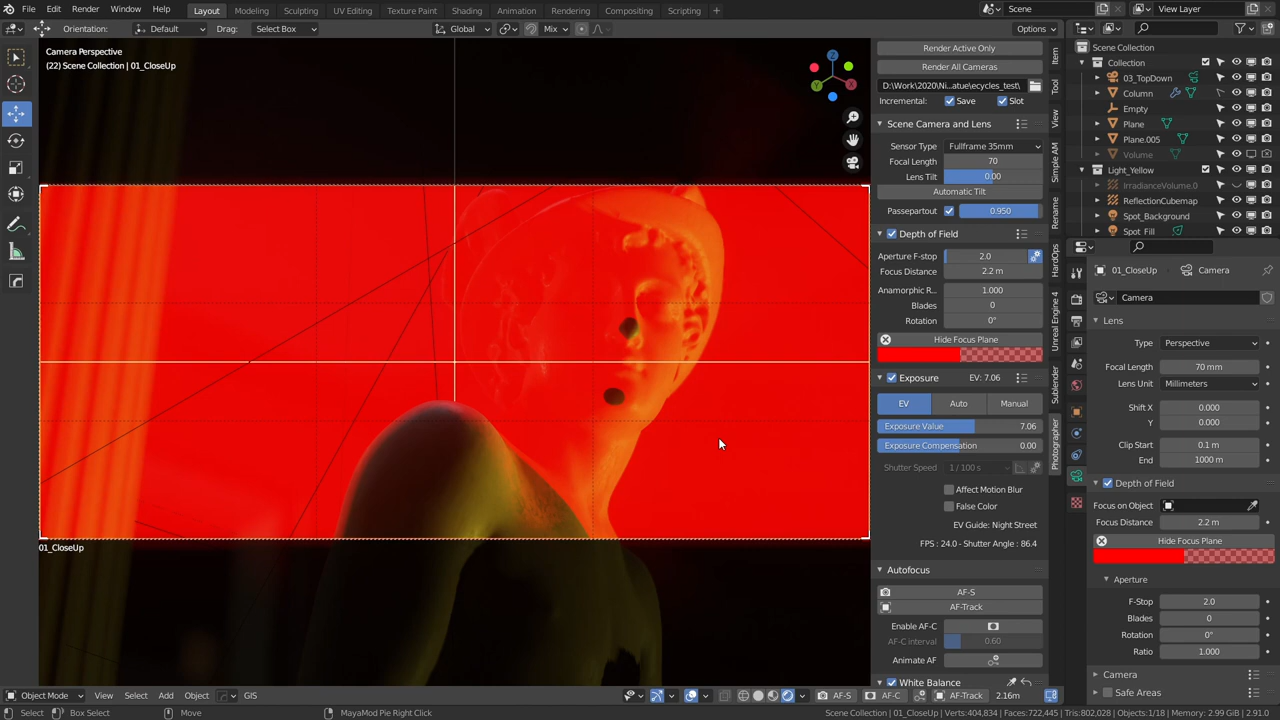 File Edit Render Window Help Layout Modeling Sculpting UV Editing Texture Paint Shading Animation Rendering Compositing Scripting + Scene View Layer
Orientation: Default Drag: Select Box Global Mix Options
Camera Perspective
(22) Scene Collection | 01_CloseUp
Z
X
Y
01_CloseUp
Render Active Only
Render All Cameras
D:\Work\2020\Ni...atue\ecycles_test\
Incremental: Save Slot
Scene Camera and Lens
Sensor Type Fullframe 35mm
Focal Length 70
Lens Tilt 0.00
Automatic Tilt
Passepartout 0.950
Depth of Field
Aperture F-stop 2.0
Focus Distance 2.2 m
Anamorphic R... 1.000
Blades 0
Rotation 0°
Hide Focus Plane
Exposure EV: 7.06
EV Auto Manual
Exposure Value 7.06
Exposure Compensation 0.00
Shutter Speed 1 / 100 s
Affect Motion Blur
False Color
EV Guide: Night Street
FPS : 24.0 - Shutter Angle : 86.4
Autofocus
AF-S
AF-Track
Enable AF-C
AF-C interval 0.60
Animate AF
White Balance
Item
Tool
View
Simple AM
Rename
HardOps
Unreal Engine 4
Sublender
Photographer
Scene Collection
Collection
03_TopDown
Column
Empty
Plane
Plane.005
Volume
Light_Yellow
IrradianceVolume.0
ReflectionCubemap
Spot_Background
Spot_Fill
01_CloseUp Camera
Camera
Lens
Type Perspective
Focal Length 70 mm
Lens Unit Millimeters
Shift X 0.000
Y 0.000
Clip Start 0.1 m
End 1000 m
Depth of Field
Focus on Object
Focus Distance 2.2 m
Hide Focus Plane
Aperture
F-Stop 2.0
Blades 0
Rotation 0°
Ratio 1.000
Camera
Safe Areas
Object Mode View Select Add Object GIS AF-S AF-C AF-Track 2.16m
Select Box Select Move MayaMod Pie Right Click Scene Collection | 01_CloseUp | Verts:404,834 | Faces:722,445 | Tris:802,028 | Objects:1/18 | Memory: 2.99 GiB | 2.91.0